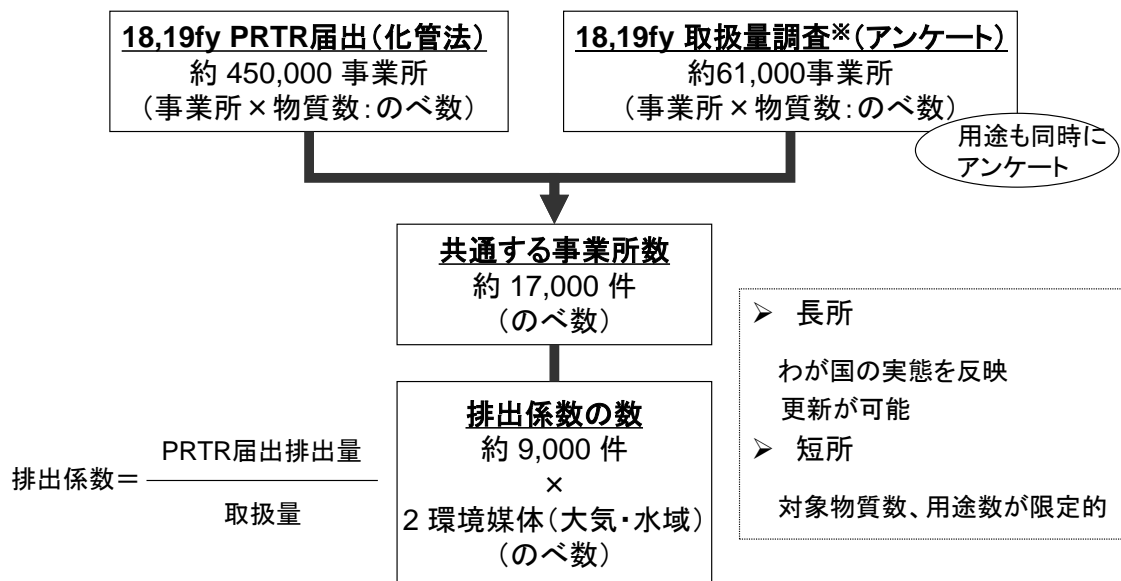 18,19fy PRTR届出(化管法)
約 450,000 事業所
(事業所×物質数:のべ数)
18,19fy 取扱量調査※(アンケート)
約61,000事業所
(事業所×物質数:のべ数)
用途も同時に
アンケート
共通する事業所数
約 17,000 件
(のべ数)
排出係数の数
約 9,000 件
×
2 環境媒体(大気・水域)
(のべ数)
排出係数=
PRTR届出排出量
取扱量
➢ 長所
わが国の実態を反映
更新が可能
➢ 短所
対象物質数、用途数が限定的